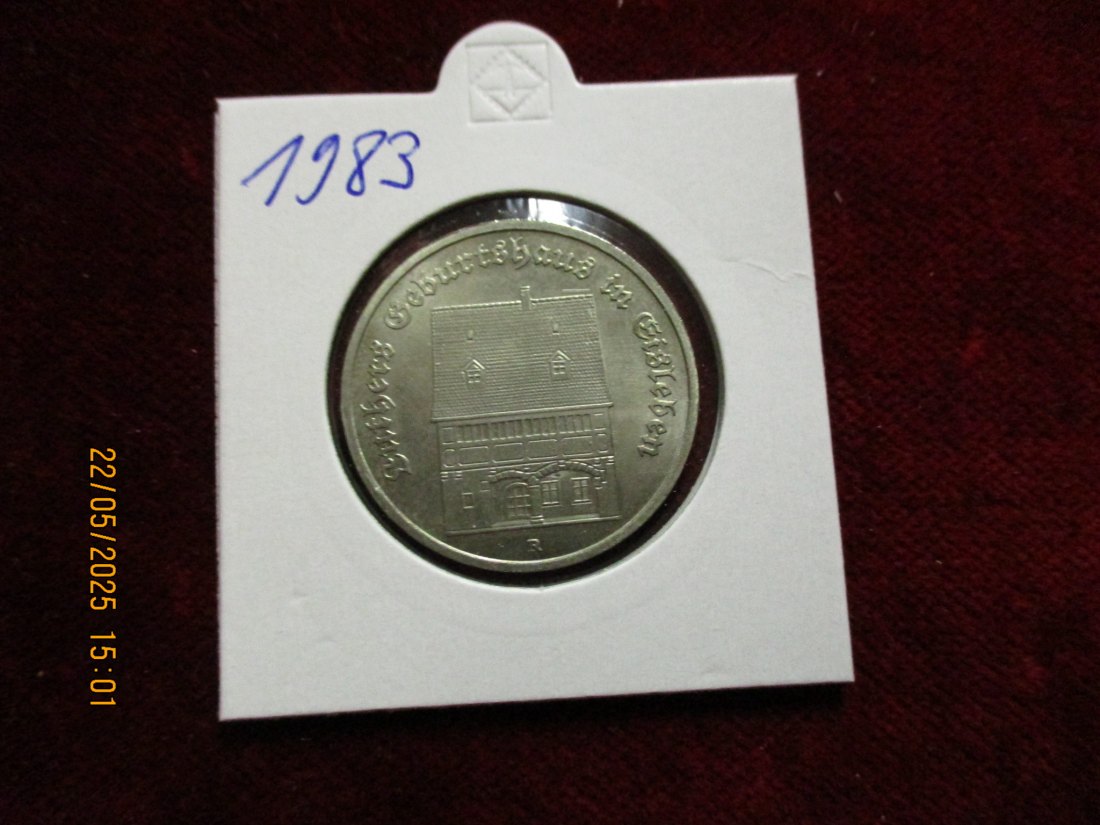 1983
Luthers Geburtshaus in Eisleben
R
22/05/2025 15:01